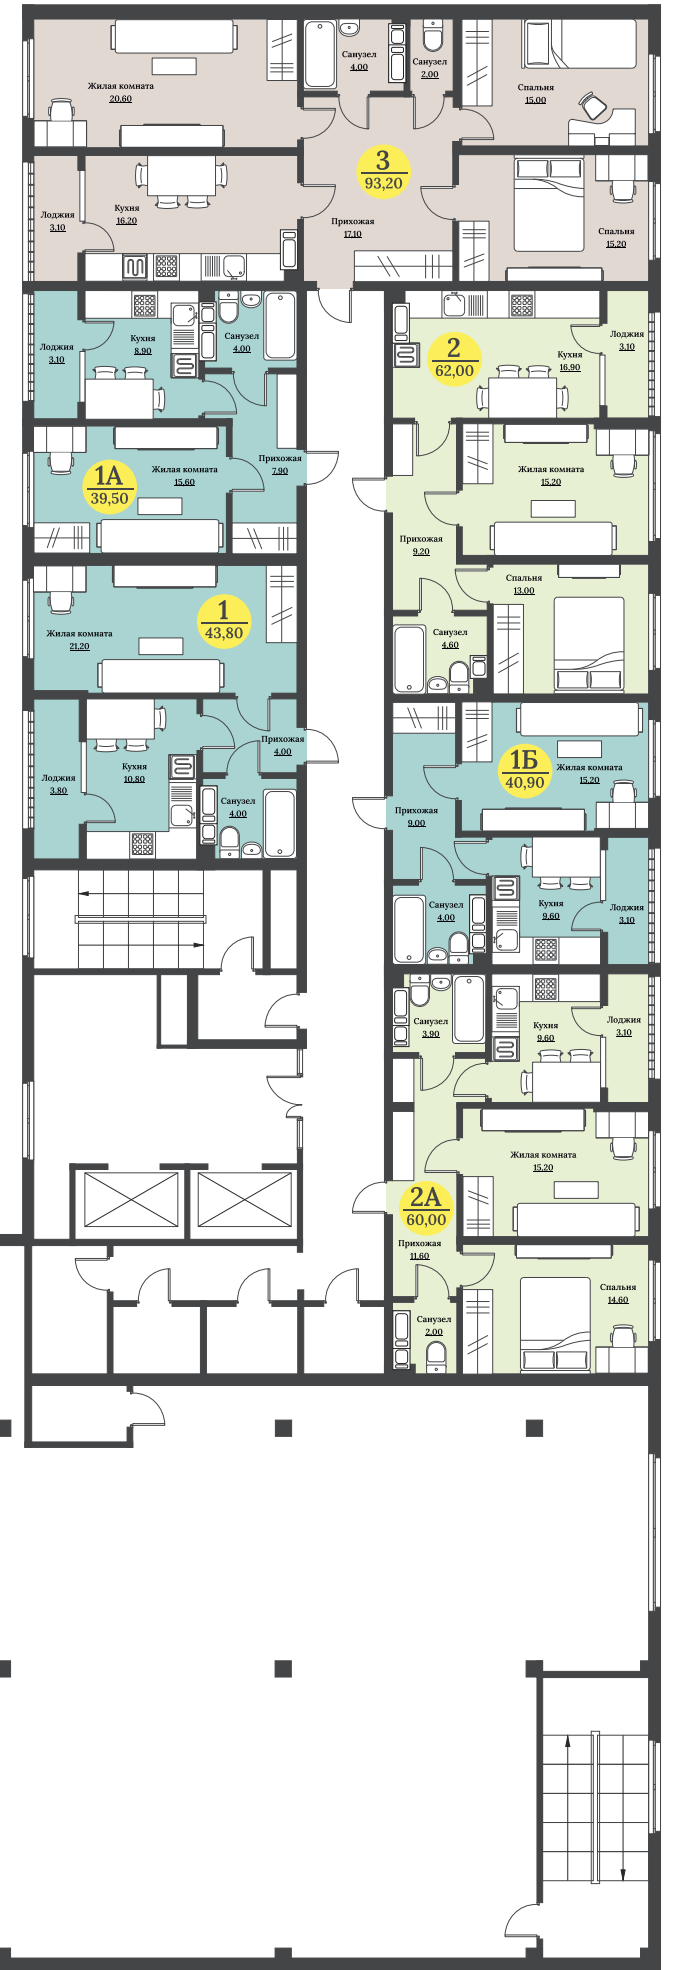 Жилая комната
20.60
Санузел
4.00
Санузел
2.00
Спальня
15.00
3
93,20
Лоджия
3.10
Кухня
16.20
Прихожая
17.10
Спальня
15.20
Лоджия
3.10
Кухня
8.90
Санузел
4.00
2
62,00
Кухня
16.90
Лоджия
3.10
1А
39,50
Жилая комната
15.60
Прихожая
7.90
Жилая комната
15.20
Прихожая
9.20
Спальня
13.00
1
43,80
Жилая комната
21.20
Санузел
4.60
Лоджия
3.80
Кухня
10.80
Прихожая
4.00
Санузел
4.00
1Б
40,90
Жилая комната
15.20
Прихожая
9.00
Санузел
4.00
Кухня
9.60
Лоджия
3.10
Санузел
3.90
Кухня
9.60
Лоджия
3.10
Жилая комната
15.20
2А
60,00
Прихожая
11.60
Спальня
14.60
Санузел
2.00